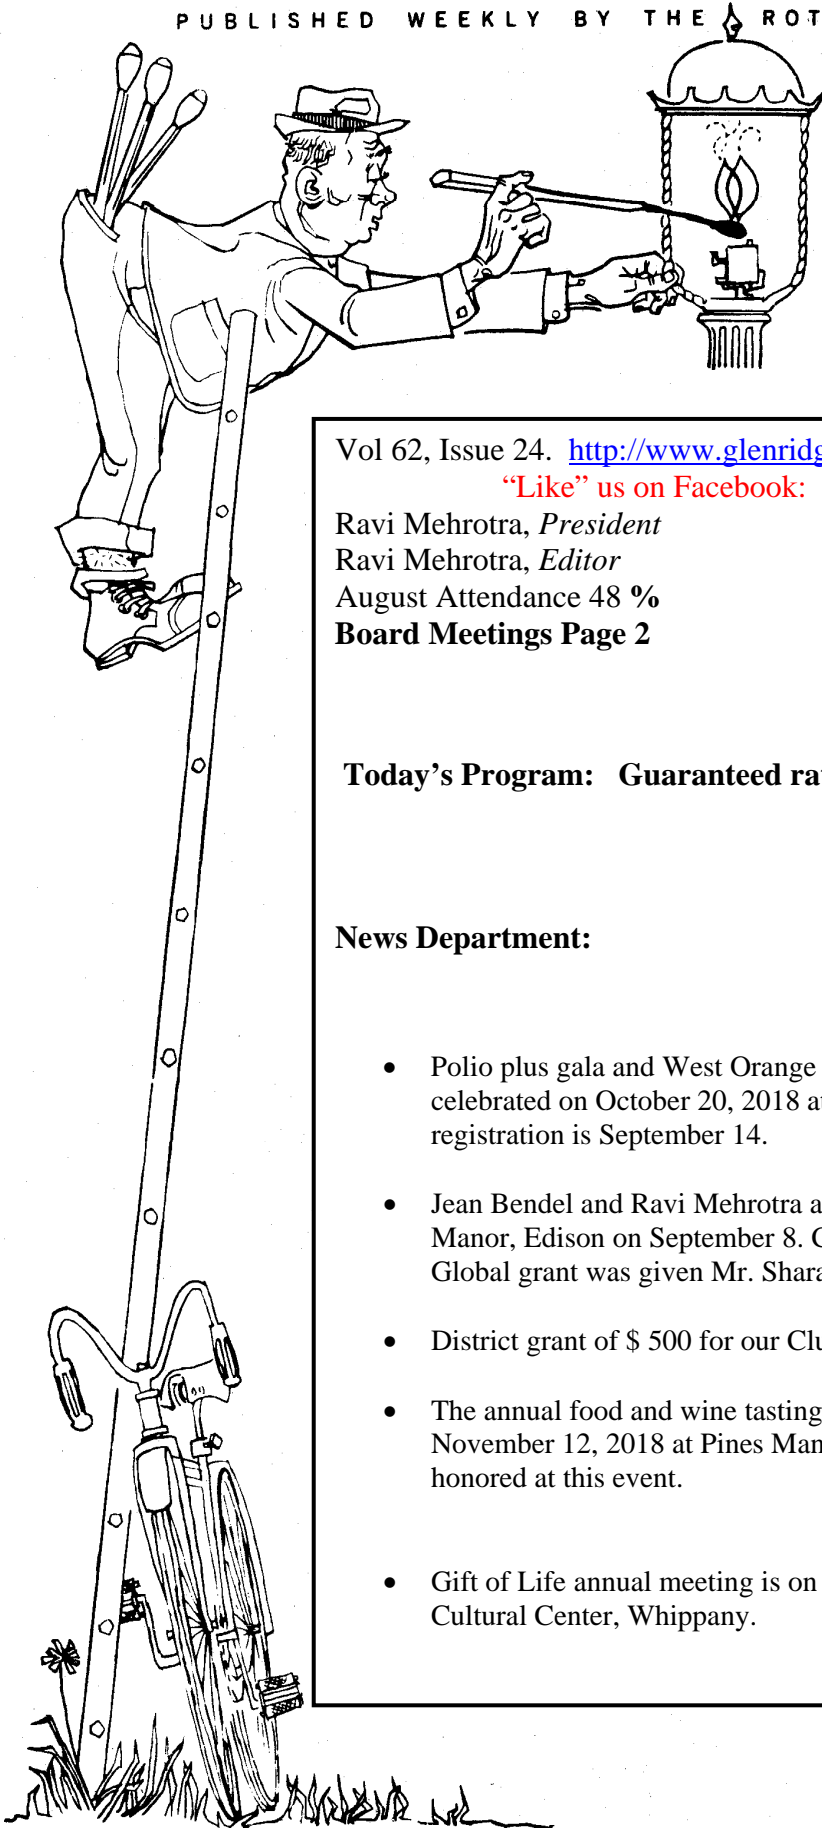 PUBLISHED WEEKLY BY THE ROT
Vol 62, Issue 24. http://www.glenridg
“Like” us on Facebook:
Ravi Mehrotra, President
Ravi Mehrotra, Editor
August Attendance 48 %
Board Meetings Page 2
Today’s Program: Guaranteed ra
News Department:
• Polio plus gala and West Orange
celebrated on October 20, 2018 a
registration is September 14.
• Jean Bendel and Ravi Mehrotra a
Manor, Edison on September 8. C
Global grant was given Mr. Shara
• District grant of $ 500 for our Clu
• The annual food and wine tasting
November 12, 2018 at Pines Man
honored at this event.
• Gift of Life annual meeting is on
Cultural Center, Whippany.